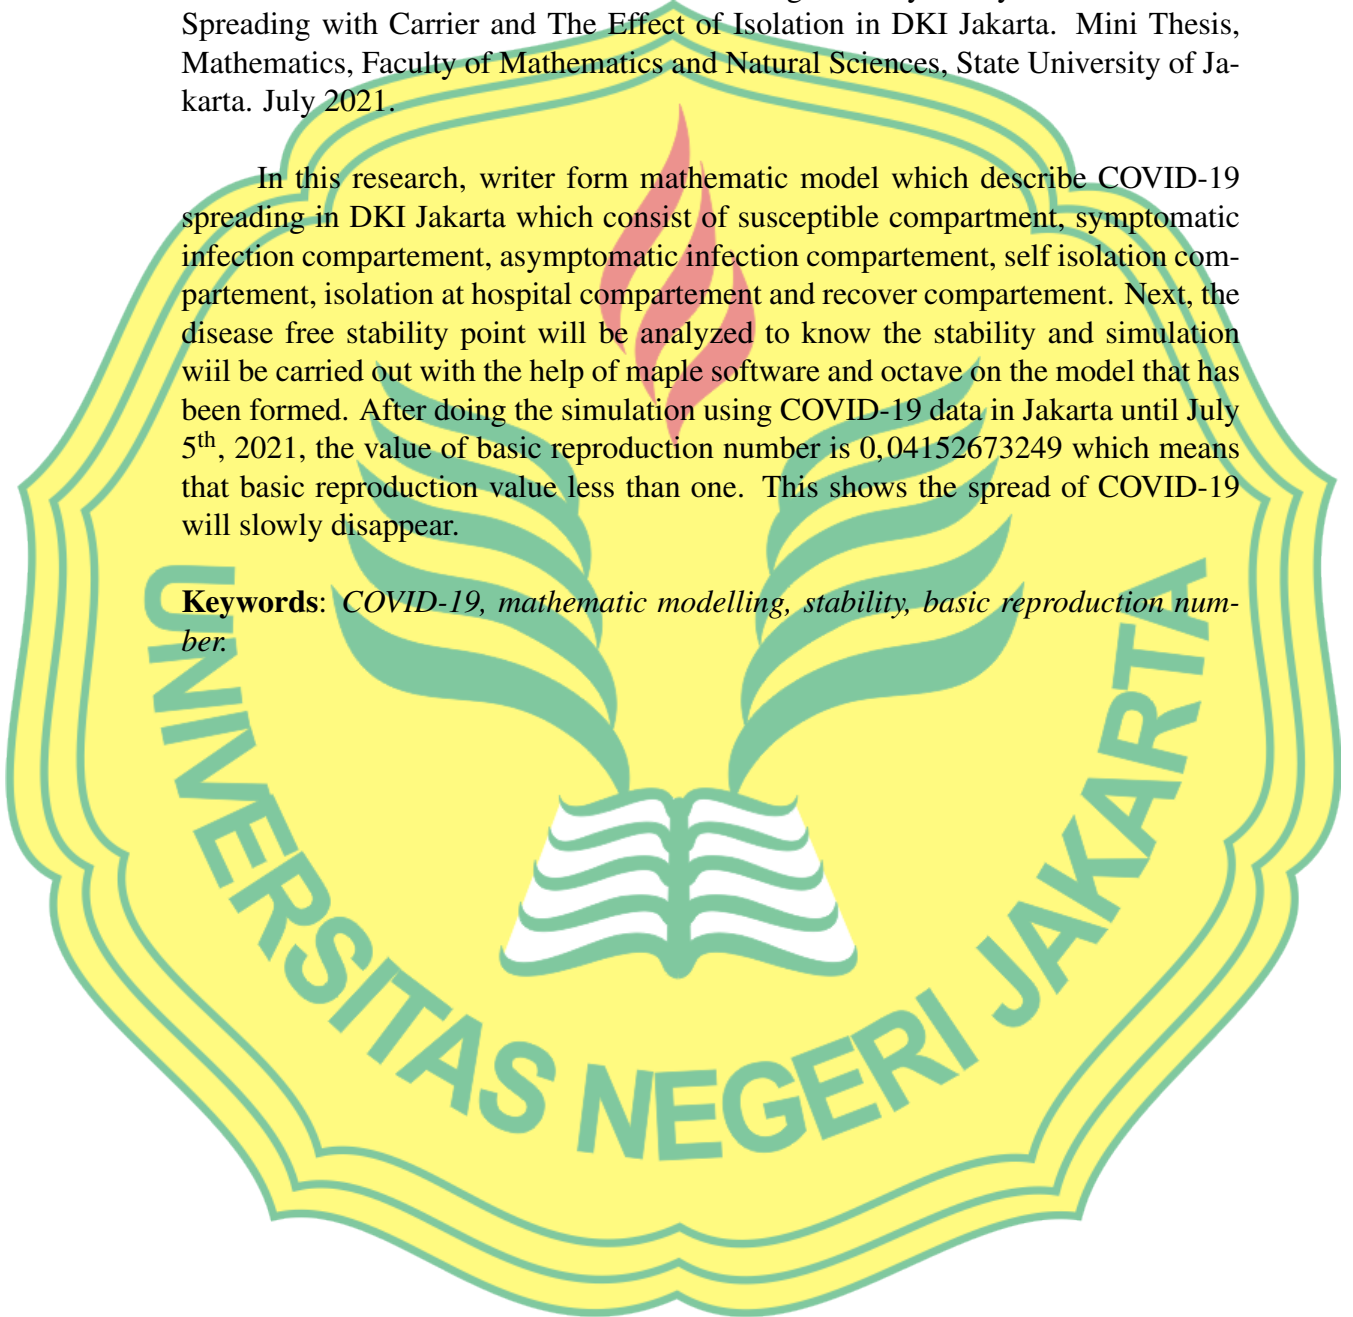 Spreading with Carrier and The Effect of Isolation in DKI Jakarta. Mini Thesis,
Mathematics, Faculty of Mathematics and Natural Sciences, State University of Ja-
karta. July 2021.
In this research, writer form mathematic model which describe COVID-19
spreading in DKI Jakarta which consist of susceptible compartment, symptomatic
infection compartement, asymptomatic infection compartement, self isolation com-
partement, isolation at hospital compartement and recover compartement. Next, the
disease free stability point will be analyzed to know the stability and simulation
wiil be carried out with the help of maple software and octave on the model that has
been formed. After doing the simulation using COVID-19 data in Jakarta until July
5th, 2021, the value of basic reproduction number is 0,04152673249 which means
that basic reproduction value less than one. This shows the spread of COVID-19
will slowly disappear.
Keywords: COVID-19, mathematic modelling, stability, basic reproduction num-
ber.
UNIVERSITAS NEGERI JAKARTA